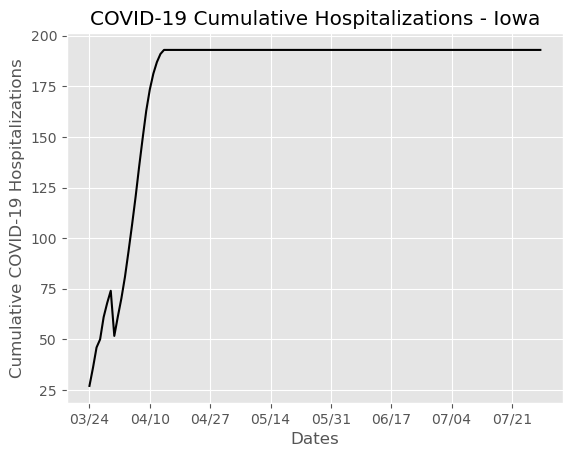 COVID-19 Cumulative Hospitalizations - Iowa
Cumulative COVID-19 Hospitalizations
200
175
150
125
100
75
50
25
03/24 04/10 04/27 05/14 05/31 06/17 07/04 07/21
Dates